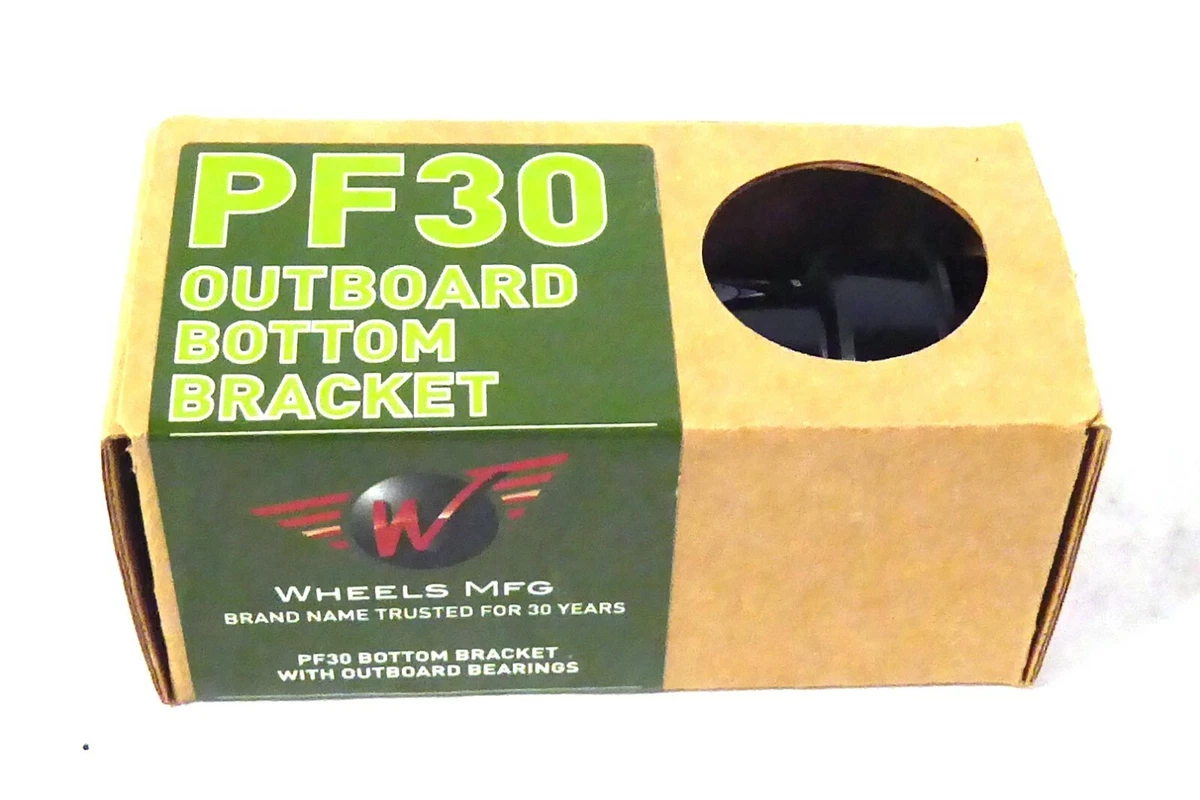 PF30
OUTBOARD
BOTTOM
BRACKET
W
WHEELS MFG
BRAND NAME TRUSTED FOR 30 YEARS
PF30 BOTTOM BRACKET
WITH OUTBOARD BEARINGS